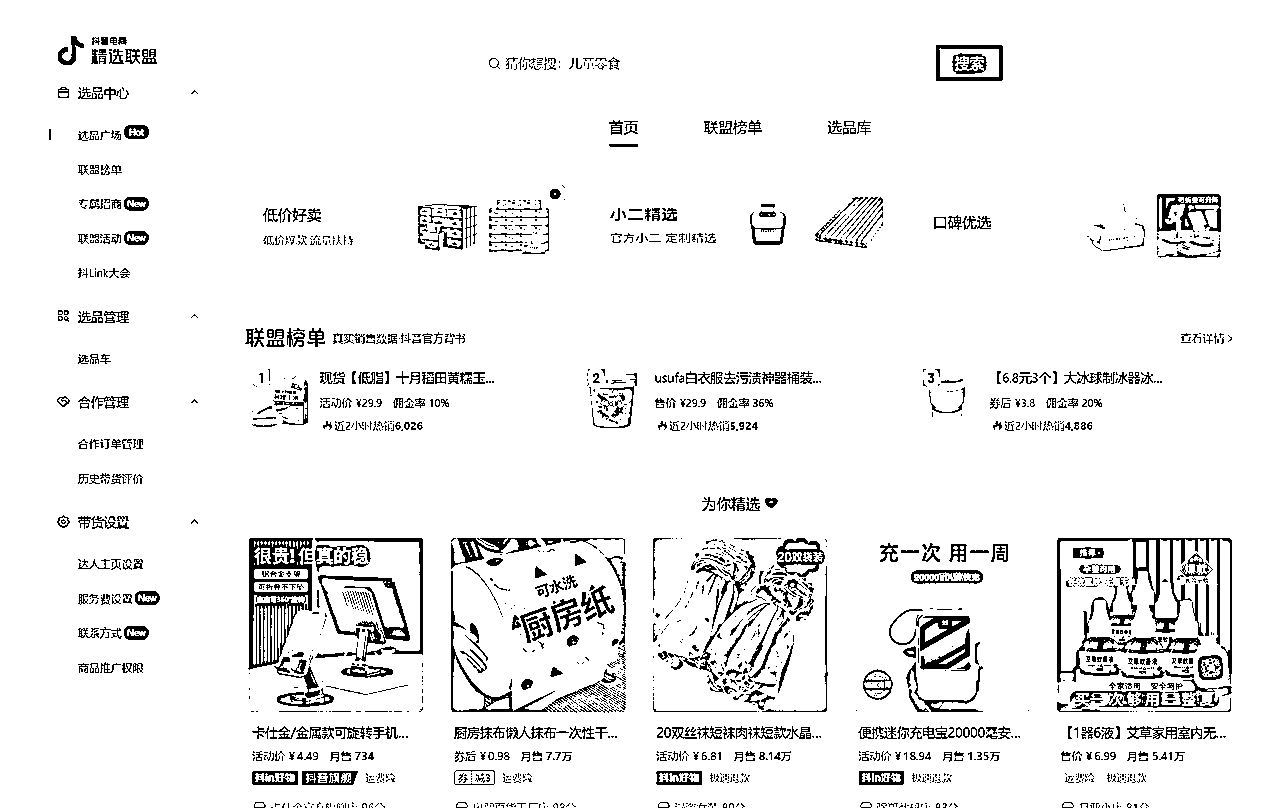 抖音电商
精选联盟
猜你想搜：儿童零食
搜索
选品中心
选品广场 Hot
联盟榜单
专属招商 New
联盟活动 New
抖Link大会
选品管理
选品车
合作管理
合作订单管理
历史带货评价
带货设置
达人主页设置
服务费设置 New
联系方式 New
商品推广权限
首页 联盟榜单 选品库
低价好卖
低价爆款 流量扶持
小二精选
官方小二 定制精选
口碑优选
联盟榜单 真实销售数据·抖音官方背书
查看详情
1
现货【低脂】十月稻田黄糯玉...
活动价 ¥29.9 佣金率 10%
近2小时热销6,026
2
usufa白衣服去污渍神器桶装...
售价 ¥29.9 佣金率 36%
近2小时热销5,924
3
【6.8元3个】大冰球制冰器冰...
券后 ¥3.8 佣金率 20%
近2小时热销4,886
为你精选
很贵!但真的稳
可水洗
厨房纸
20双袜装
充一次 用一周
全家适用 安全呵护
卡仕金/金属款可旋转手机...
活动价 ¥4.49 月售 734
抖in好物 抖音旗舰 运费险
厨房抹布懒人抹布一次性干...
券后 ¥0.98 月售 7.7万
券 减3 运费险
20双丝袜短袜肉袜短款水晶...
活动价 ¥6.81 月售 8.14万
抖in好物 极速退款
便携迷你充电宝20000毫安...
活动价 ¥18.94 月售 1.35万
抖in好物 极速退款
【1器6液】艾草家用室内无...
售价 ¥6.99 月售 5.41万
运费险 极速退款